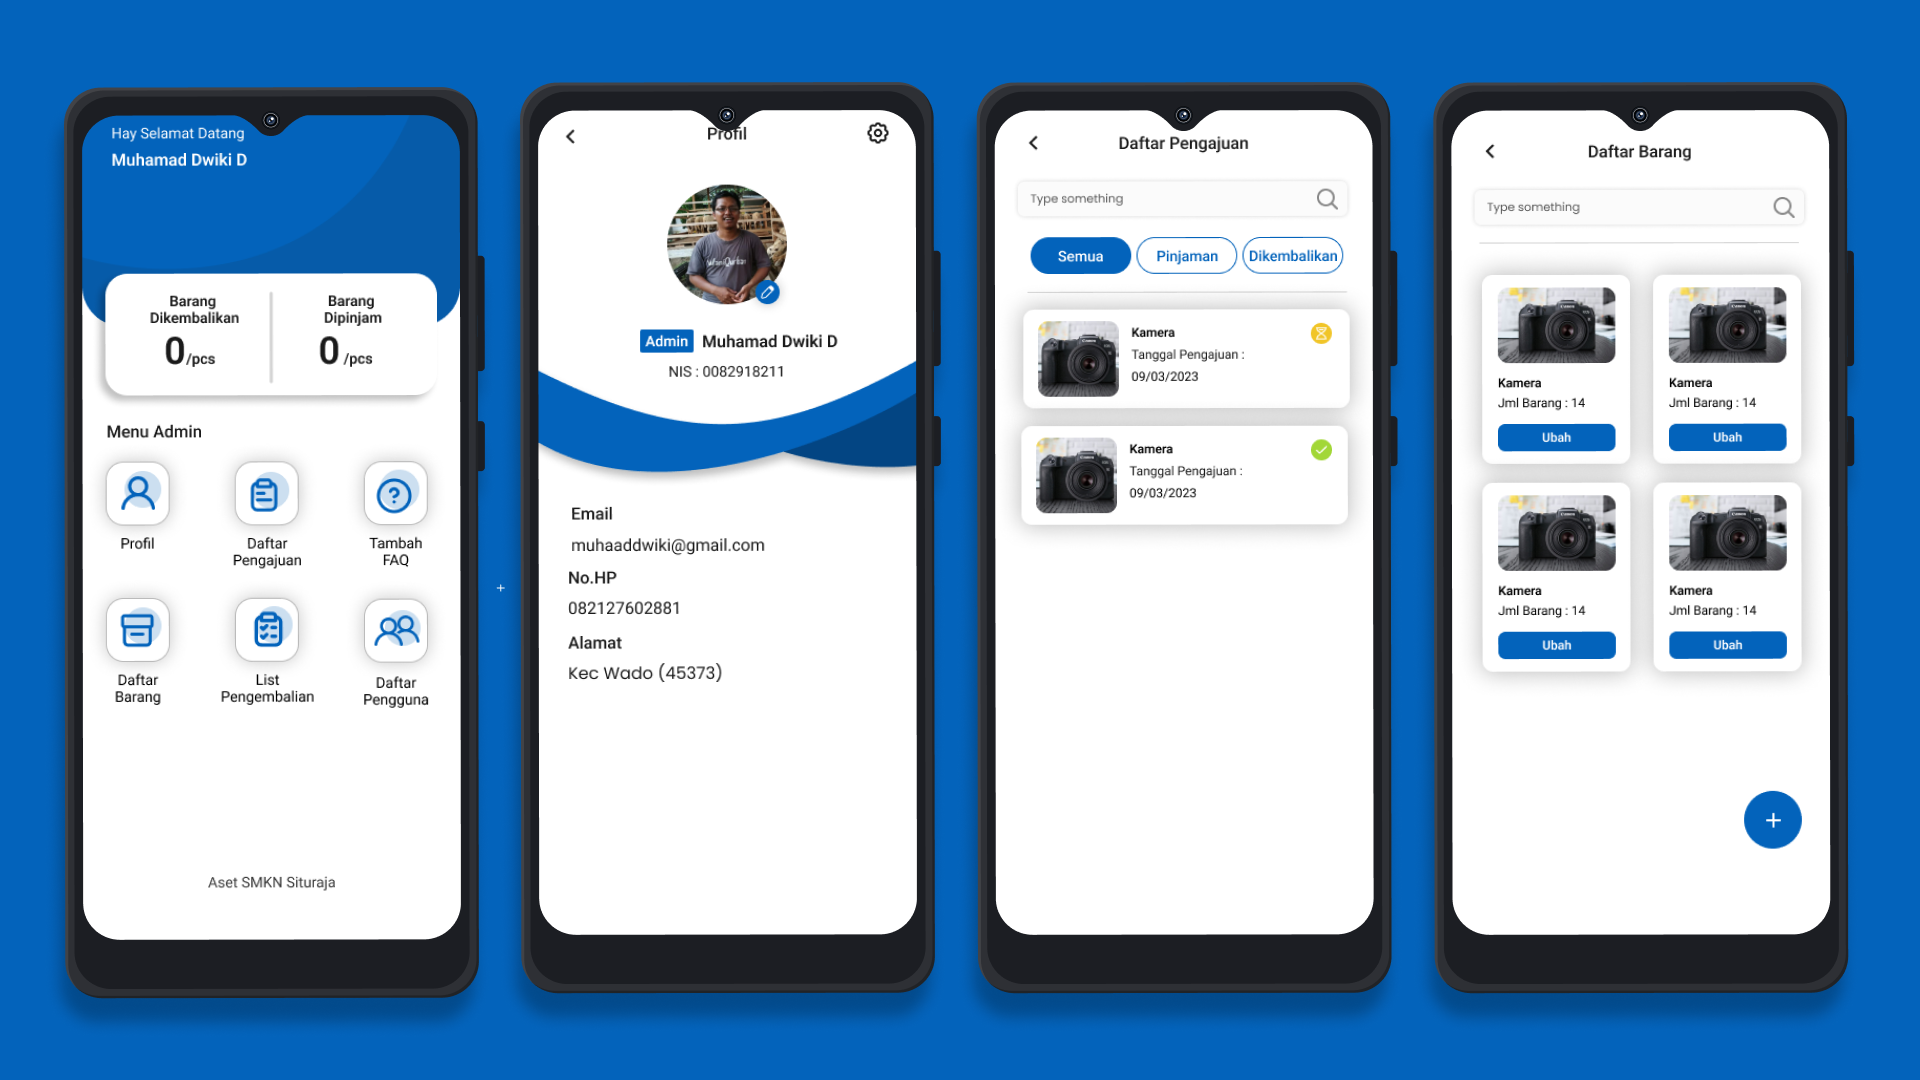 Hay Selamat Datang
Muhamad Dwiki D
Barang
Dikembalikan
0/pcs
Barang
Dipinjam
0 /pcs
Menu Admin
Profil
Daftar
Pengajuan
Tambah
FAQ
Daftar
Barang
List
Pengembalian
Daftar
Pengguna
Aset SMKN Situraja
Profil
Admin Muhamad Dwiki D
NIS : 0082918211
Email
muhaaddwiki@gmail.com
No.HP
082127602881
Alamat
Kec Wado (45373)
Daftar Pengajuan
Type something
Semua
Pinjaman
Dikembalikan
Kamera
Tanggal Pengajuan :
09/03/2023
Kamera
Tanggal Pengajuan :
09/03/2023
Daftar Barang
Type something
Canon
Kamera
Jml Barang : 14
Ubah
Canon
Kamera
Jml Barang : 14
Ubah
Canon
Kamera
Jml Barang : 14
Ubah
Canon
Kamera
Jml Barang : 14
Ubah